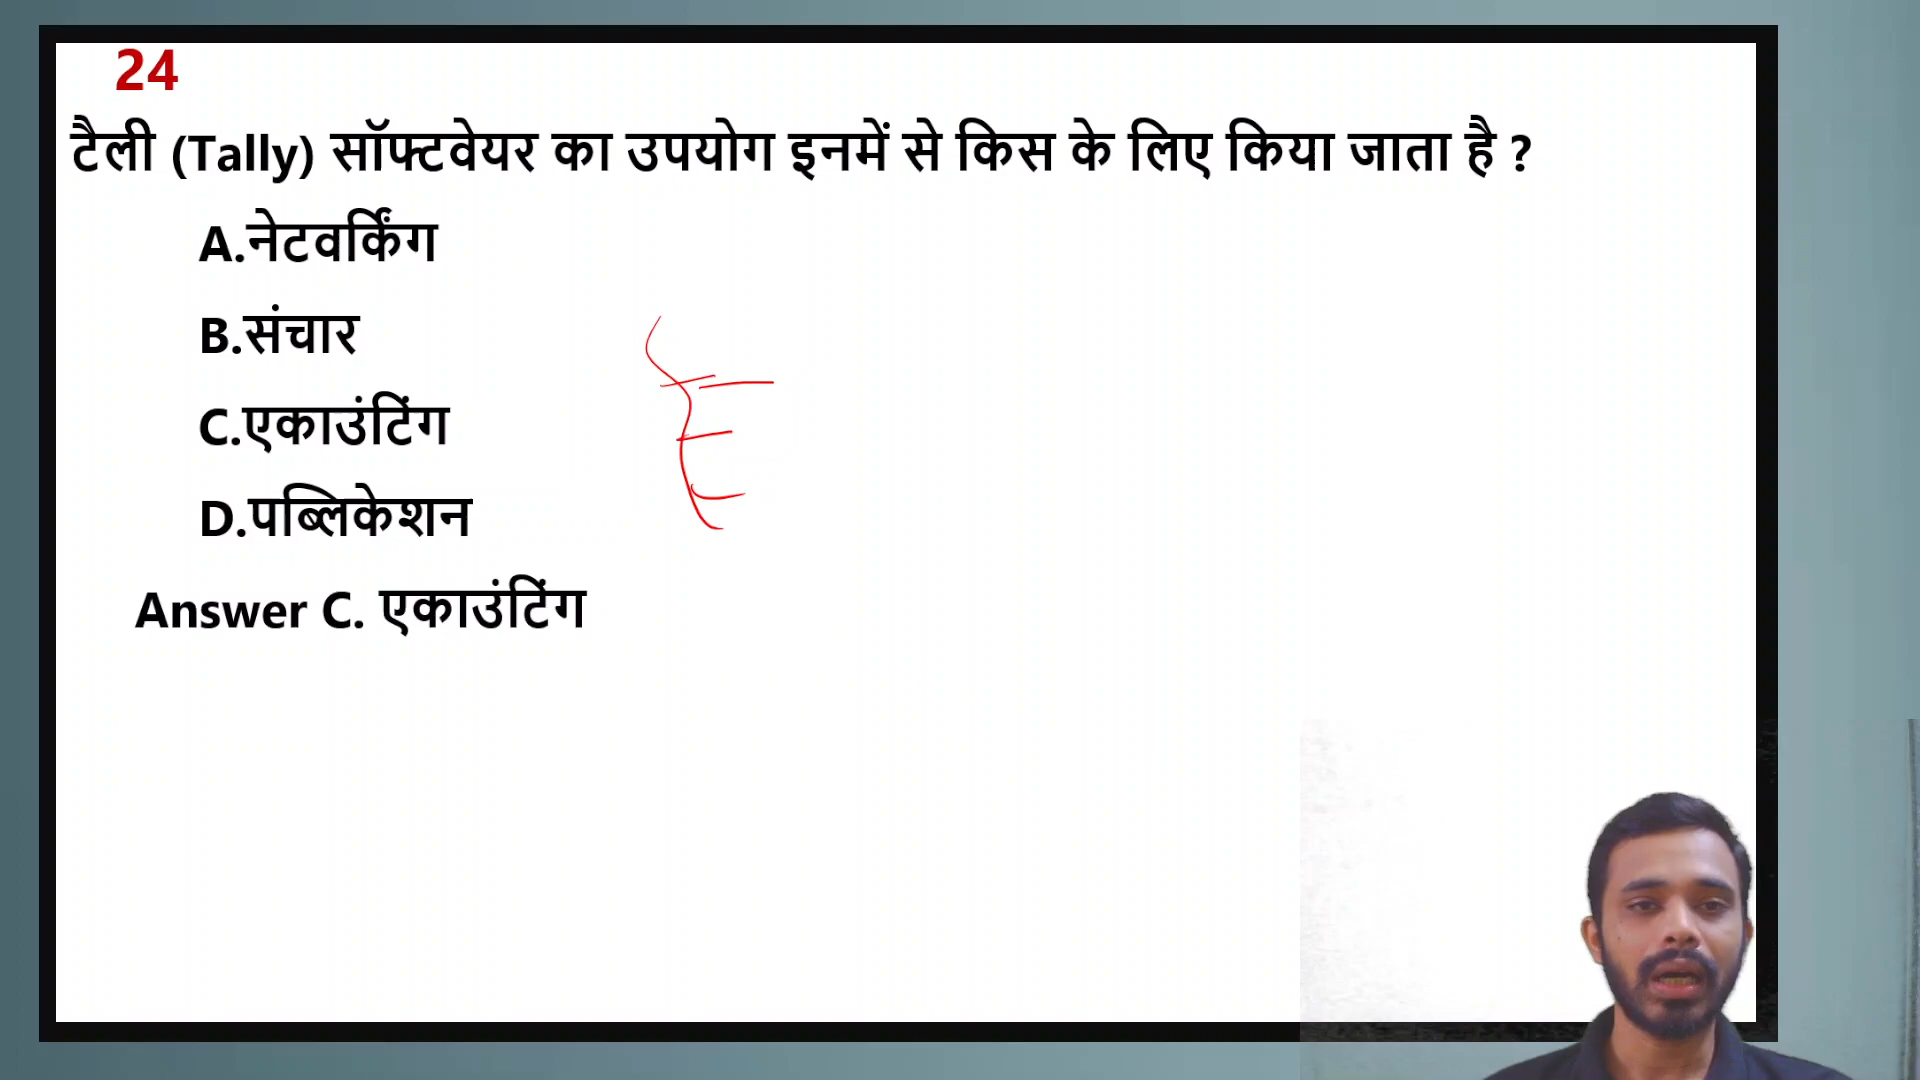 24
टैली (Tally) सॉफ्टवेयर का उपयोग इनमें से किस के लिए किया जाता है ?
A.नेटवर्किंग
B.संचार
C.एकाउंटिंग
D.पब्लिकेशन
Answer C. एकाउंटिंग